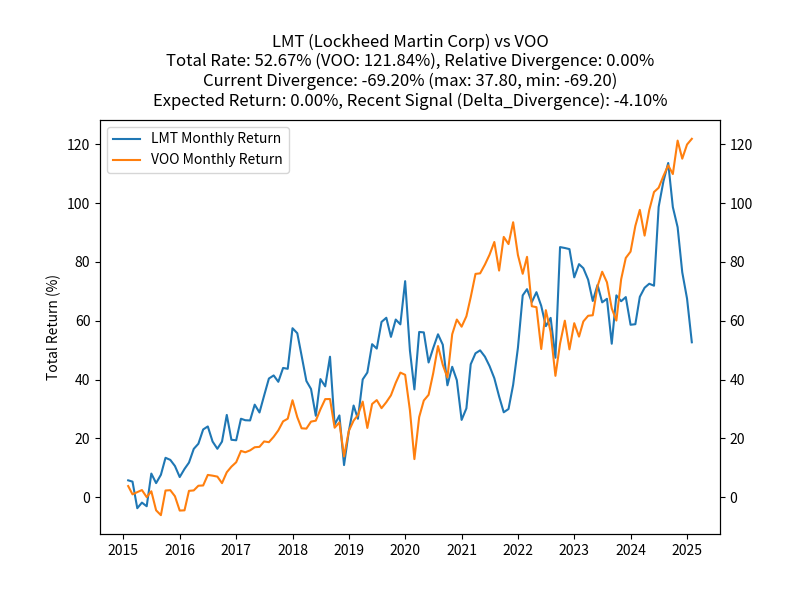 LMT (Lockheed Martin Corp) vs VOO
Total Rate: 52.67% (VOO: 121.84%), Relative Divergence: 0.00%
Current Divergence: -69.20% (max: 37.80, min: -69.20)
Expected Return: 0.00%, Recent Signal (Delta_Divergence): -4.10%
LMT Monthly Return
VOO Monthly Return
Total Return (%)
120
100
80
60
40
20
0
120
100
80
60
40
20
0
2015 2016 2017 2018 2019 2020 2021 2022 2023 2024 2025